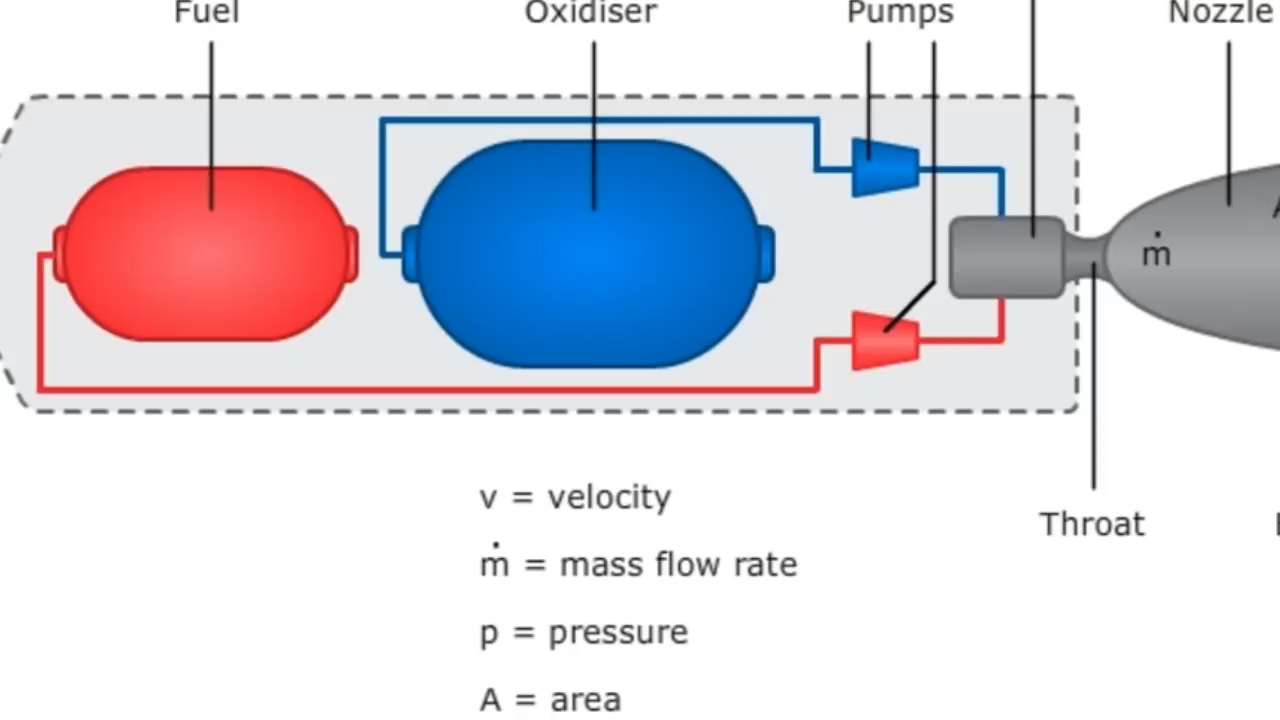 Fuel
Oxidiser
Pumps
Nozzle
ṁ
Throat
v = velocity
ṁ = mass flow rate
p = pressure
A = area